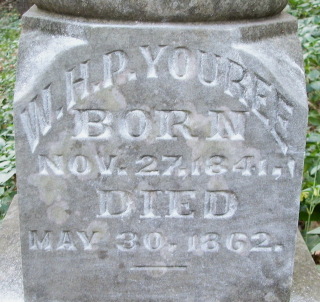 W.H.P. YOUREE
BORN
NOV. 27, 1841,
DIED
MAY 30, 1862.